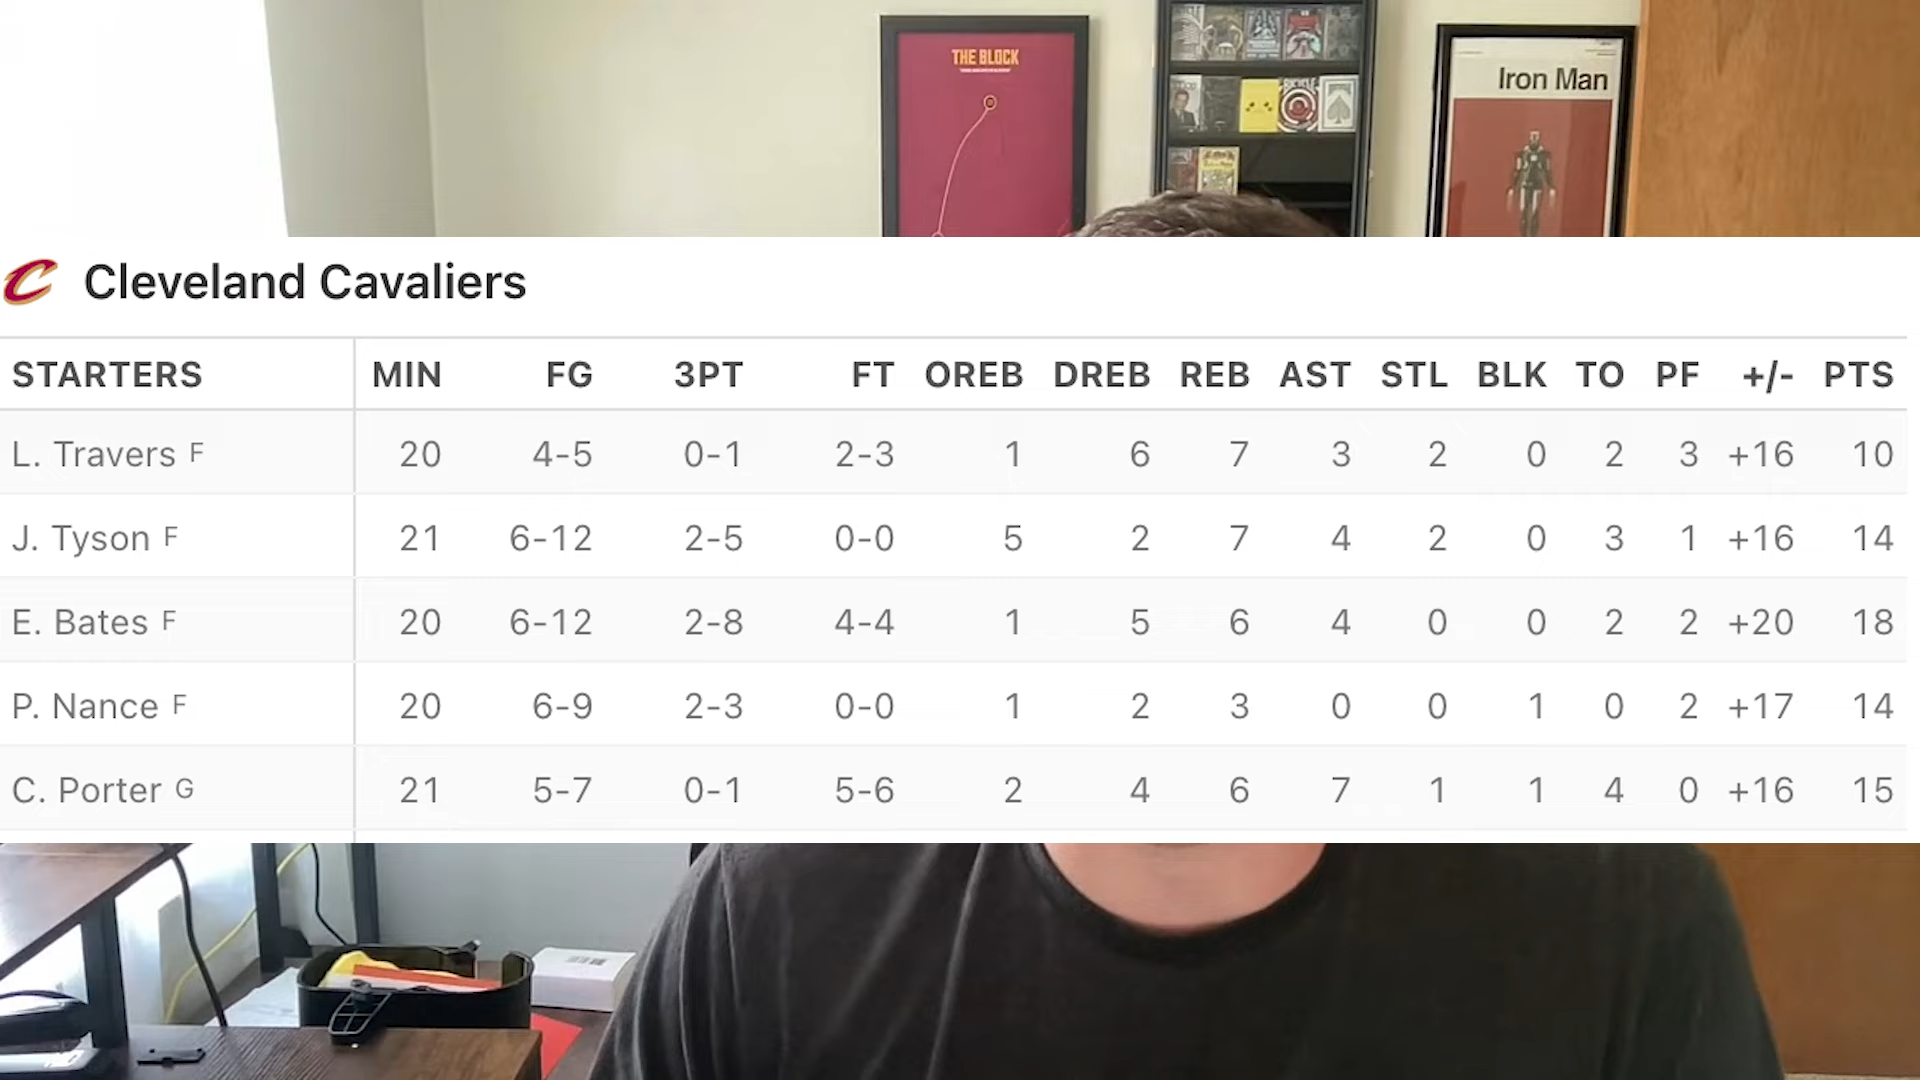 THE BLOCK
Iron Man
BICYCLE
Cleveland Cavaliers
STARTERS MIN FG 3PT FT OREB DREB REB AST STL BLK TO PF +/- PTS
L. Travers F 20 4-5 0-1 2-3 1 6 7 3 2 0 2 3 +16 10
J. Tyson F 21 6-12 2-5 0-0 5 2 7 4 2 0 3 1 +16 14
E. Bates F 20 6-12 2-8 4-4 1 5 6 4 0 0 2 2 +20 18
P. Nance F 20 6-9 2-3 0-0 1 2 3 0 0 1 0 2 +17 14
C. Porter G 21 5-7 0-1 5-6 2 4 6 7 1 1 4 0 +16 15